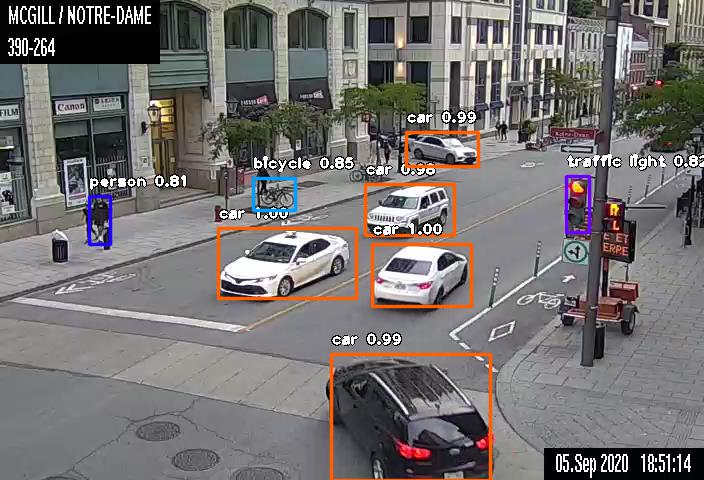 MCGILL / NOTRE-DAME
390-264
FILM
Canon
car 0.99
bicycle 0.85
car 0.98
traffic light 0.82
person 0.81
car 1.00
car 1.00
car 0.99
05.Sep 2020 18:51:14